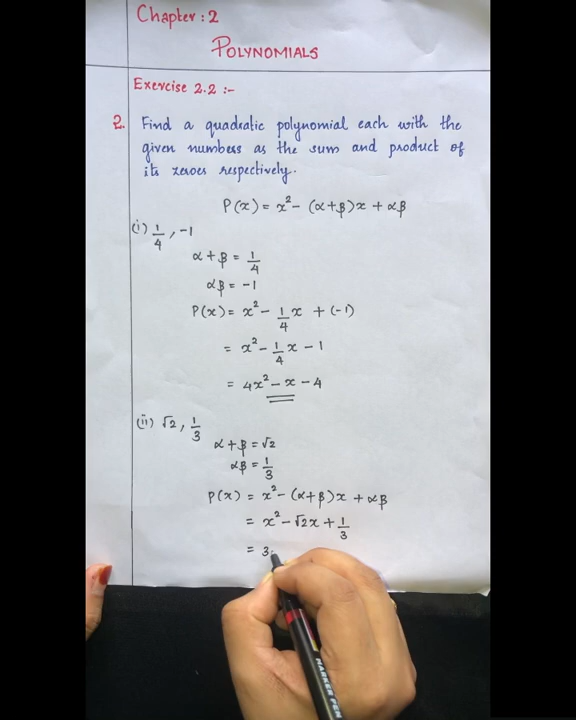 Chapter : 2
POLYNOMIALS
Exercise 2.2 :-
2. Find a quadratic polynomial each with the
given numbers as the sum and product of
its zeroes respectively.
P(x) = x² - (α+β)x + αβ
(i) 1/4, -1
α + β = 1/4
αβ = -1
P(x) = x² - 1/4 x + (-1)
= x² - 1/4 x - 1
= 4x² - x - 4
(ii) √2, 1/3
α + β = √2
αβ = 1/3
P(x) = x² - (α+β)x + αβ
= x² - √2x + 1/3
= 3
MARKER PEN